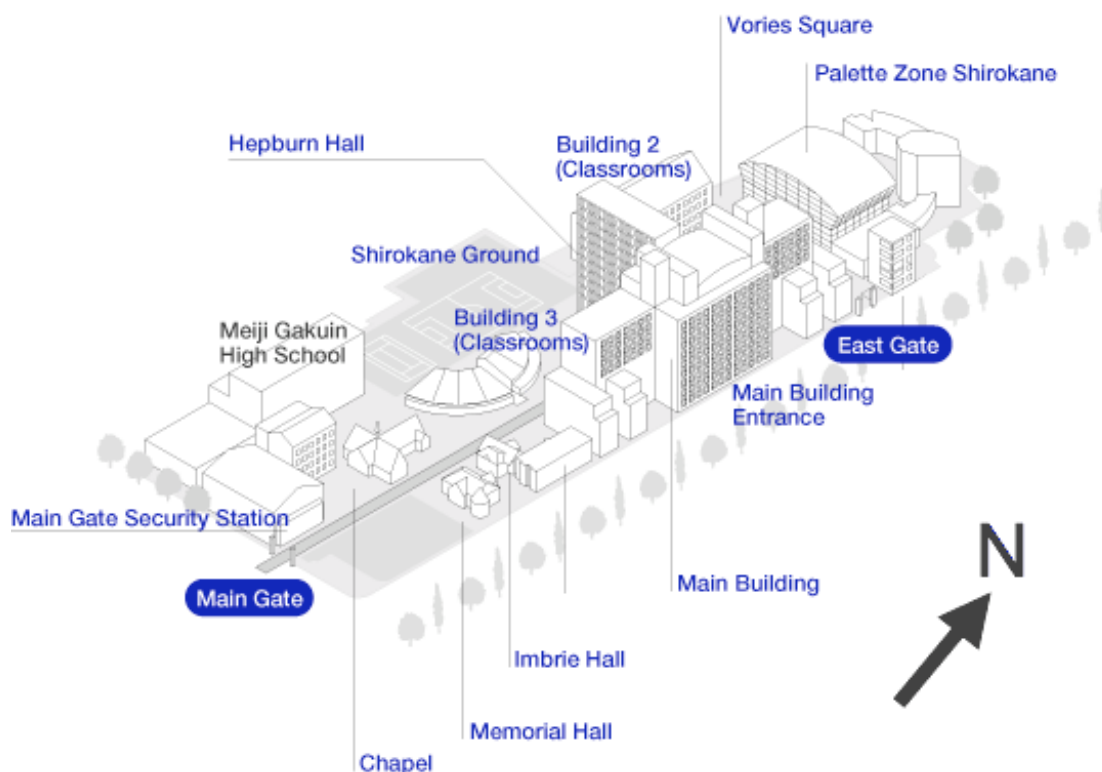 Vories Square
Palette Zone Shirokane
Hepburn Hall
Building 2
(Classrooms)
Shirokane Ground
Building 3
(Classrooms)
Meiji Gakuin
High School
East Gate
Main Building
Entrance
Main Gate Security Station
N
Main Gate
Main Building
Imbrie Hall
Memorial Hall
Chapel